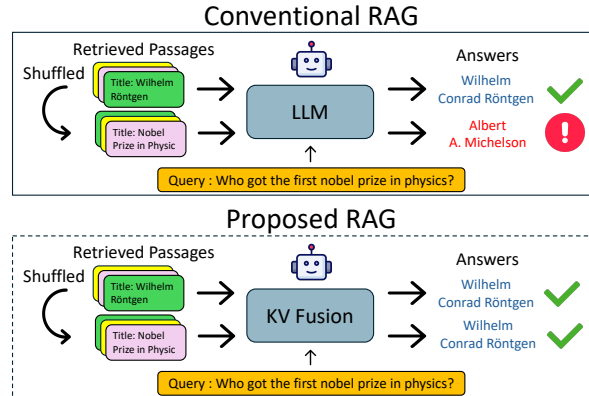 Conventional RAG
Retrieved Passages
Answers
Shuffled
Title: Wilhelm
Röntgen
Title: Nobel
Prize in Physic
LLM
Wilhelm
Conrad Röntgen
Albert
A. Michelson
Query : Who got the first nobel prize in physics?
Proposed RAG
Retrieved Passages
Answers
Shuffled
Title: Wilhelm
Röntgen
Title: Nobel
Prize in Physic
KV Fusion
Wilhelm
Conrad Röntgen
Wilhelm
Conrad Röntgen
Query : Who got the first nobel prize in physics?